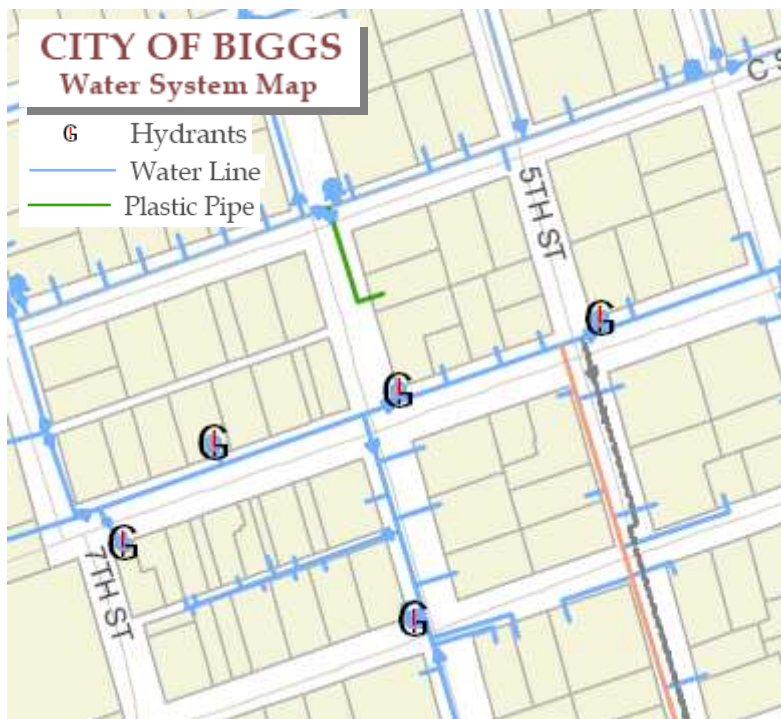 CITY OF BIGGS
Water System Map
G Hydrants
Water Line
Plastic Pipe
C S
5TH ST
G
G
G
G
7TH ST
G